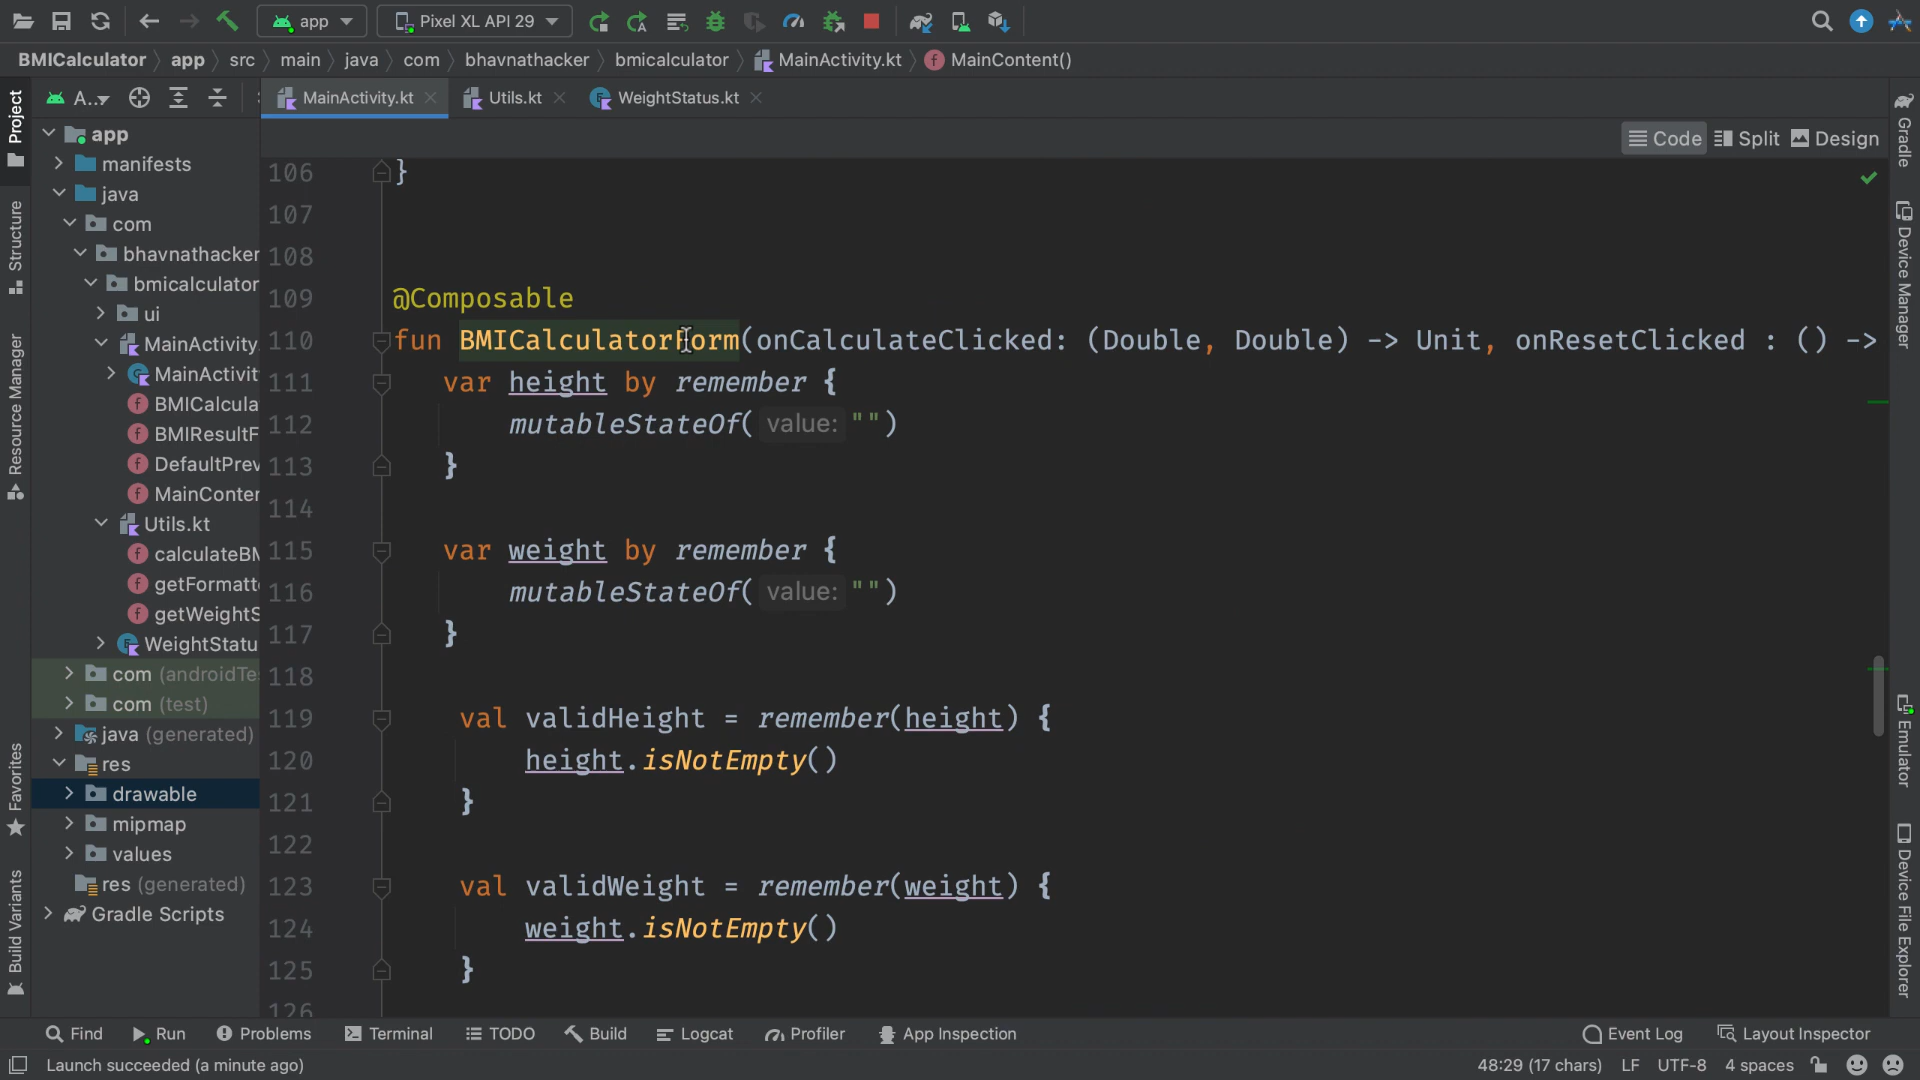 app
Pixel XL API 29
BMICalculator app src main java com bhavnathacker bmicalculator MainActivity.kt MainContent()
Project
A..
MainActivity.kt
Utils.kt
WeightStatus.kt
Code
Split
Design
Gradle
Device Manager
Emulator
Device File Explorer
Structure
Resource Manager
Favorites
Build Variants
app
manifests
java
com
bhavnathacker
bmicalculator
ui
MainActivity.
MainActivit
BMICalcula
BMIResultF
DefaultPrev
MainConter
Utils.kt
calculateBM
getFormatt
getWeightS
WeightStatu
com (androidTe
com (test)
java (generated)
res
drawable
mipmap
values
res (generated)
Gradle Scripts
106 }
107
108
109 @Composable
110 fun BMICalculatorForm(onCalculateClicked: (Double, Double) -> Unit, onResetClicked : () ->
111 var height by remember {
112 mutableStateOf( value: "")
113 }
114
115 var weight by remember {
116 mutableStateOf( value: "")
117 }
118
119 val validHeight = remember(height) {
120 height.isNotEmpty()
121 }
122
123 val validWeight = remember(weight) {
124 weight.isNotEmpty()
125 }
126
Find
Run
Problems
Terminal
TODO
Build
Logcat
Profiler
App Inspection
Event Log
Layout Inspector
Launch succeeded (a minute ago)
48:29 (17 chars) LF UTF-8 4 spaces